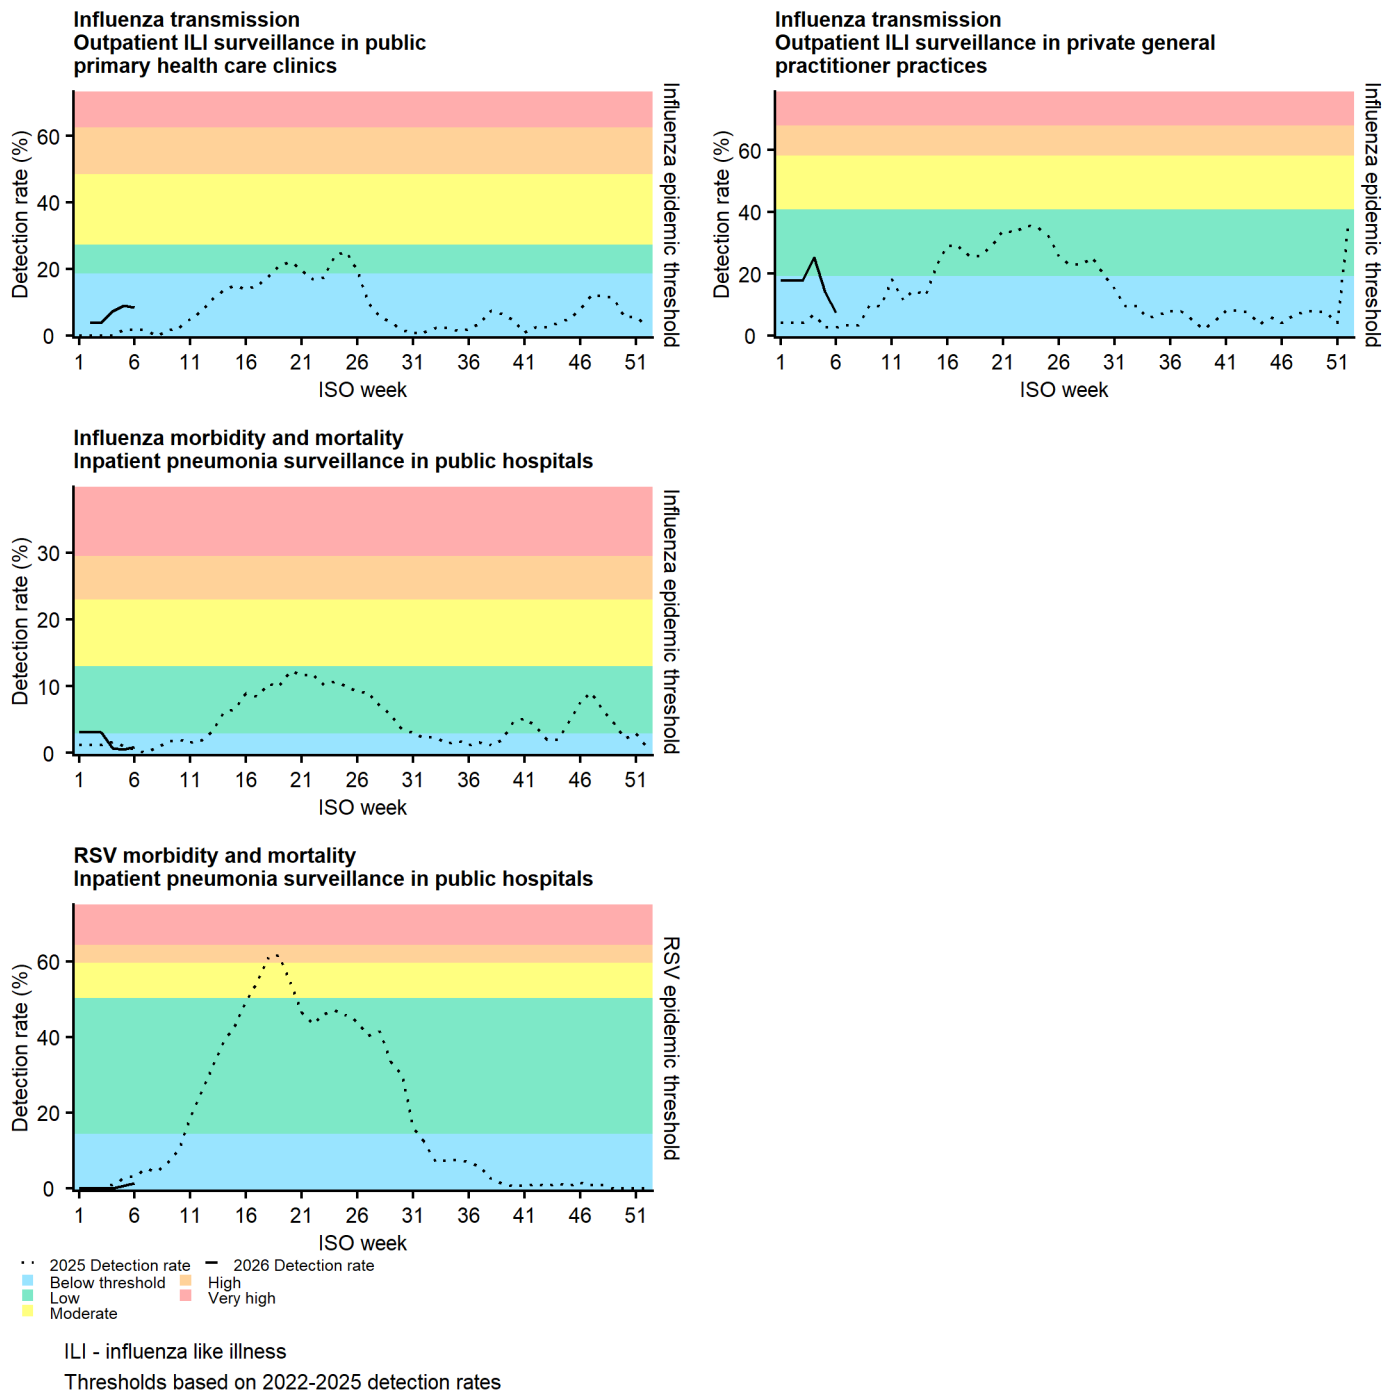 Influenza transmission
Outpatient ILI surveillance in public
primary health care clinics
Detection rate (%)
60
40
20
0
1 6 11 16 21 26 31 36 41 46 51
ISO week
Influenza epidemic threshold
Influenza transmission
Outpatient ILI surveillance in private general
practitioner practices
Detection rate (%)
60
40
20
0
1 6 11 16 21 26 31 36 41 46 51
ISO week
Influenza epidemic threshold
Influenza morbidity and mortality
Inpatient pneumonia surveillance in public hospitals
Detection rate (%)
30
20
10
0
1 6 11 16 21 26 31 36 41 46 51
ISO week
Influenza epidemic threshold
RSV morbidity and mortality
Inpatient pneumonia surveillance in public hospitals
Detection rate (%)
60
40
20
0
1 6 11 16 21 26 31 36 41 46 51
ISO week
RSV epidemic threshold
2025 Detection rate 2026 Detection rate
Below threshold High
Low Very high
Moderate
ILI - influenza like illness
Thresholds based on 2022-2025 detection rates